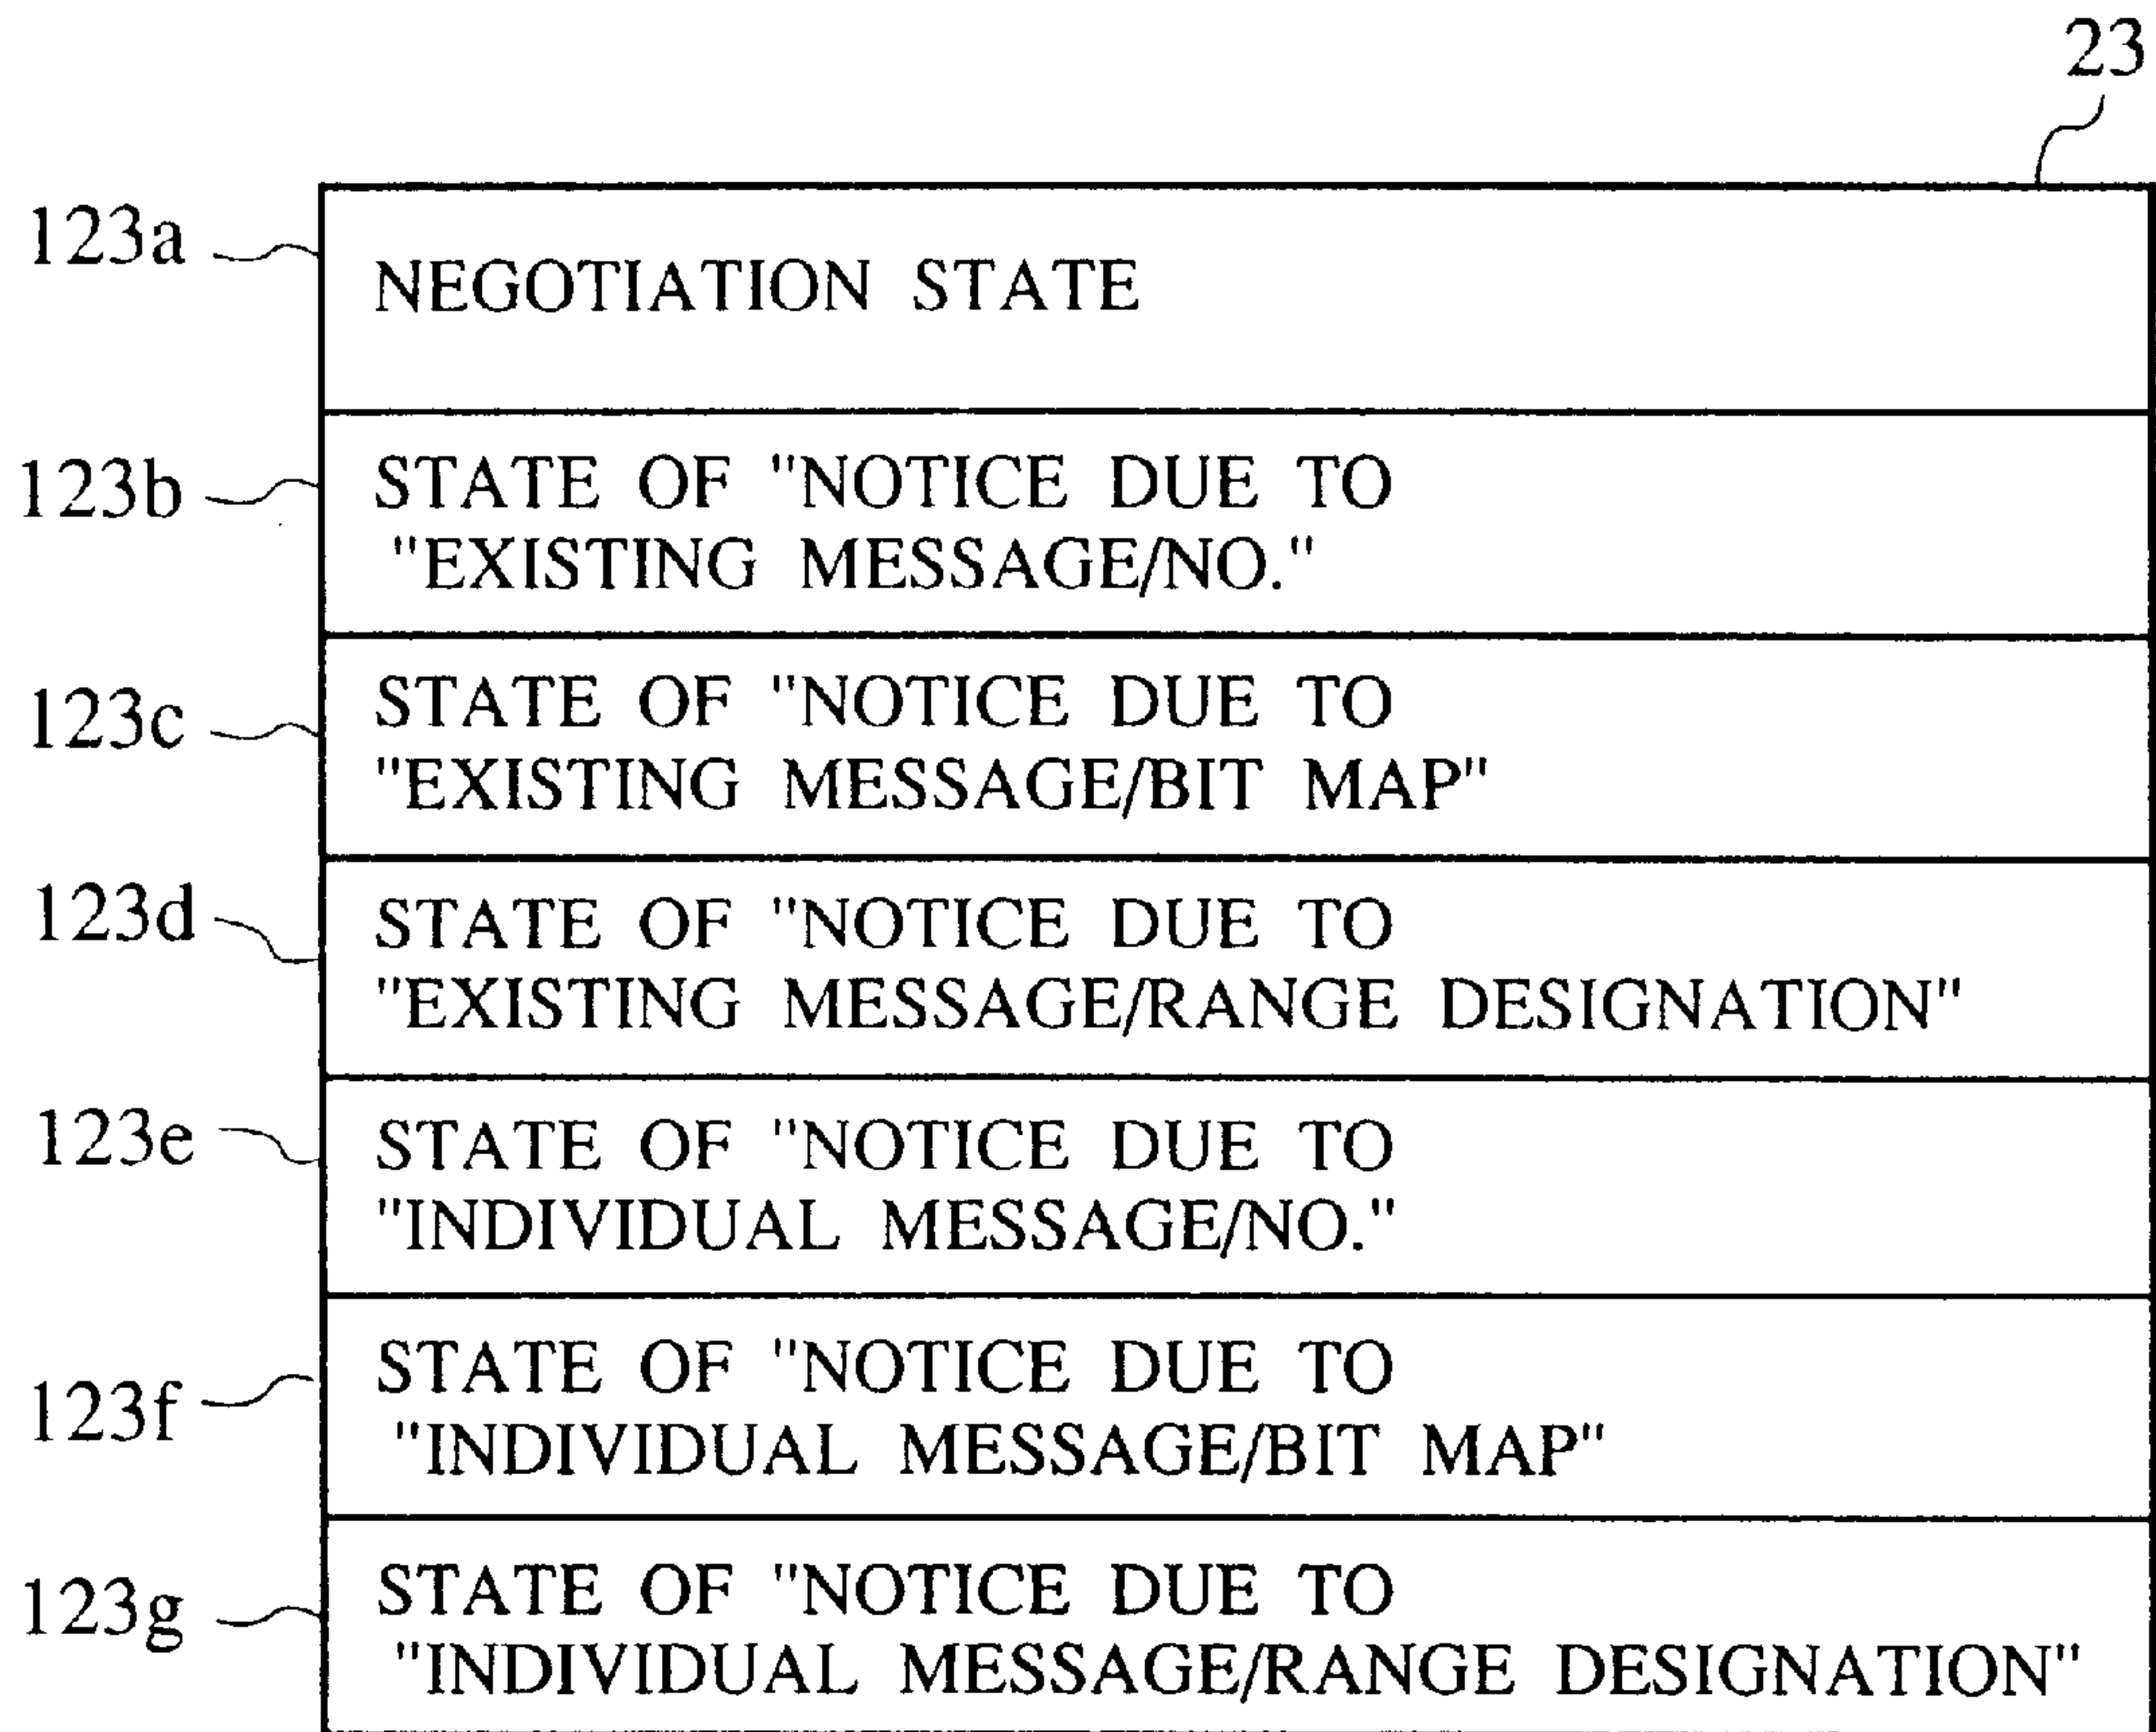 23
123a
NEGOTIATION STATE
123b
STATE OF "NOTICE DUE TO
"EXISTING MESSAGE/NO."
123c
STATE OF "NOTICE DUE TO
"EXISTING MESSAGE/BIT MAP"
123d
STATE OF "NOTICE DUE TO
"EXISTING MESSAGE/RANGE DESIGNATION"
123e
STATE OF "NOTICE DUE TO
"INDIVIDUAL MESSAGE/NO."
123f
STATE OF "NOTICE DUE TO
"INDIVIDUAL MESSAGE/BIT MAP"
123g
STATE OF "NOTICE DUE TO
"INDIVIDUAL MESSAGE/RANGE DESIGNATION"